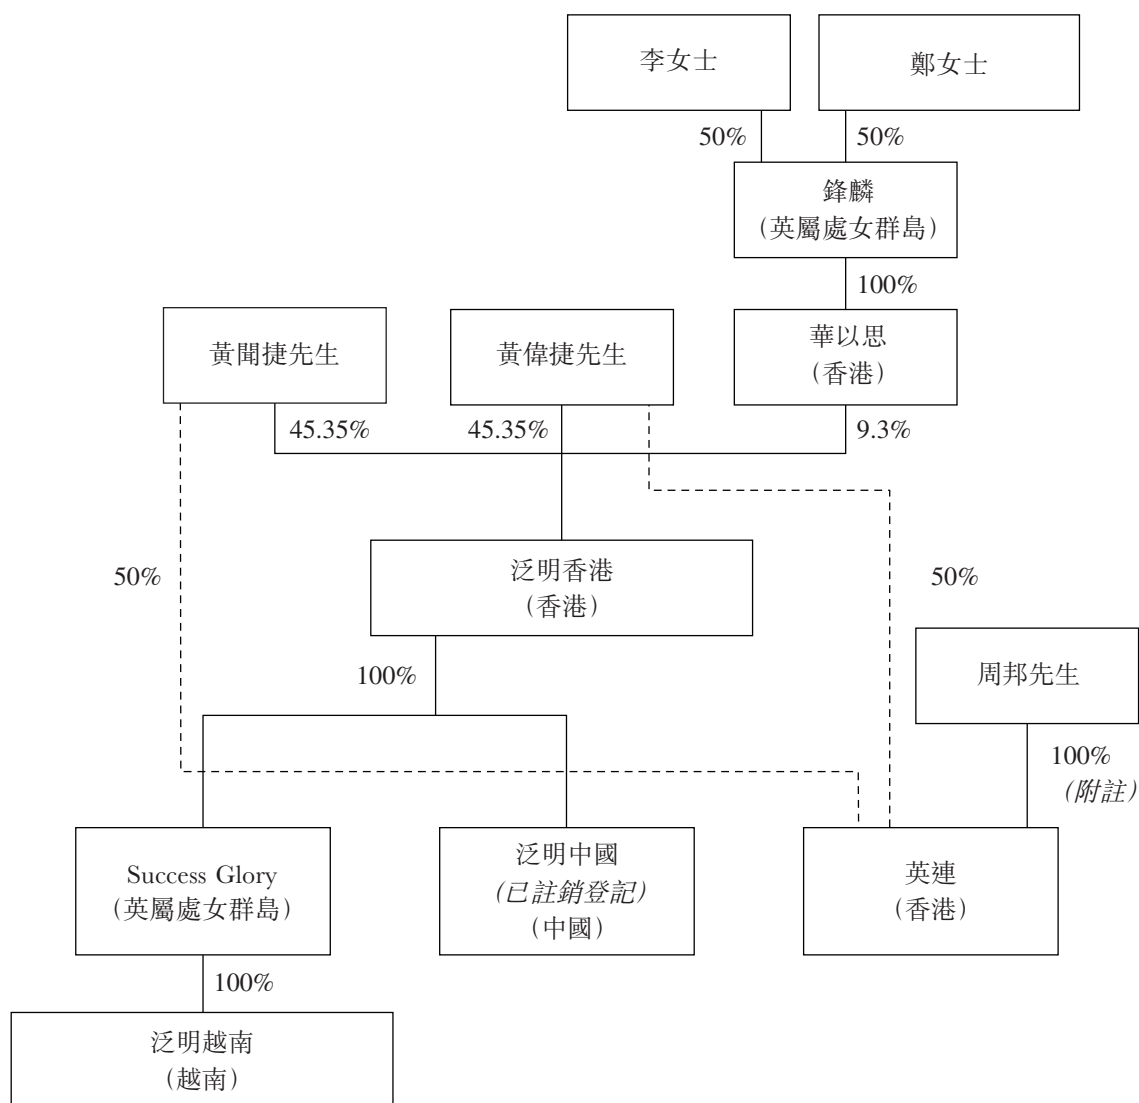 李女士
鄭女士
50%
50%
鋒麟
（英屬處女群島）
100%
黃聞捷先生
黃偉捷先生
華以思
（香港）
45.35%
45.35%
9.3%
泛明香港
（香港）
50%
50%
周邦先生
100%
100%
（附註）
Success Glory
（英屬處女群島）
泛明中國
（已註銷登記）
（中國）
英連
（香港）
100%
泛明越南
（越南）